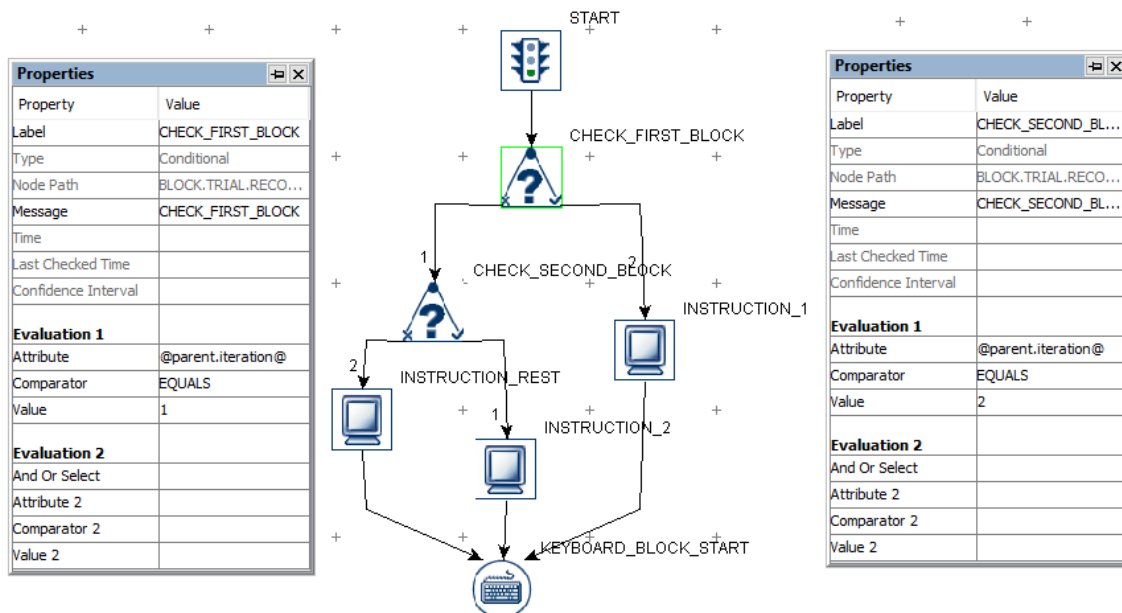 START
CHECK_FIRST_BLOCK
1
2
CHECK_SECOND_BLOCK
INSTRUCTION_1
2
INSTRUCTION_REST
1
INSTRUCTION_2
KEYBOARD_BLOCK_START
Properties
Property Value
Label CHECK_FIRST_BLOCK
Type Conditional
Node Path BLOCK.TRIAL.RECO...
Message CHECK_FIRST_BLOCK
Time
Last Checked Time
Confidence Interval
Evaluation 1
Attribute @parent.iteration@
Comparator EQUALS
Value 1
Evaluation 2
And Or Select
Attribute 2
Comparator 2
Value 2
Properties
Property Value
Label CHECK_SECOND_BL...
Type Conditional
Node Path BLOCK.TRIAL.RECO...
Message CHECK_SECOND_BL...
Time
Last Checked Time
Confidence Interval
Evaluation 1
Attribute @parent.iteration@
Comparator EQUALS
Value 2
Evaluation 2
And Or Select
Attribute 2
Comparator 2
Value 2